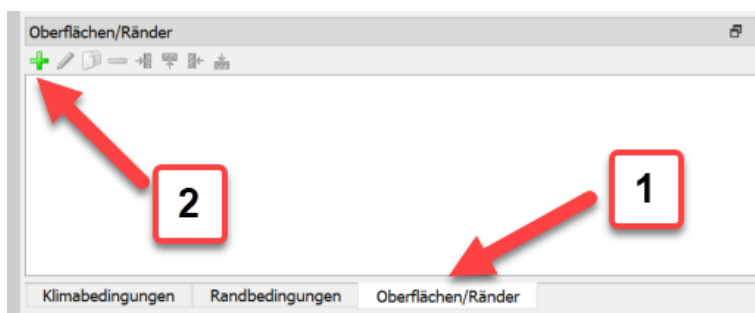 Oberflächen/Ränder
2
1
Klimabedingungen Randbedingungen Oberflächen/Ränder